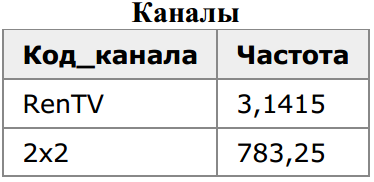 Каналы
Код_канала Частота
RenTV 3,1415
2x2 783,25